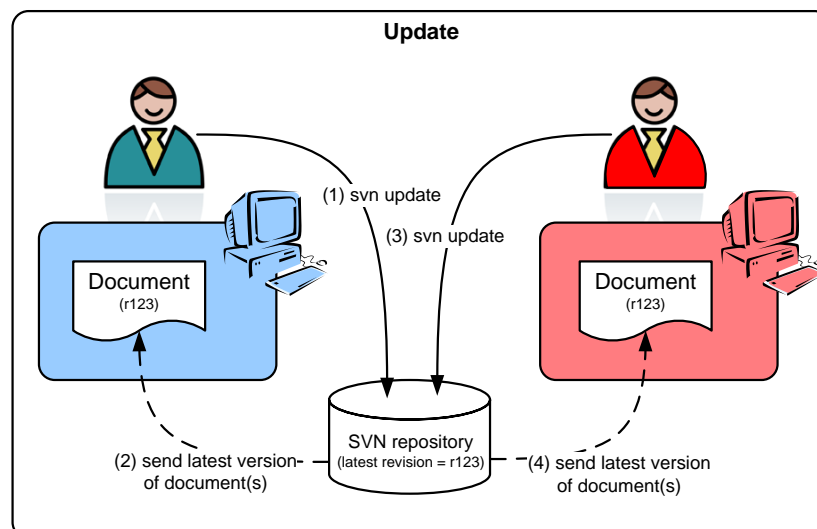 Update
(1) svn update
(3) svn update
Document
(r123)
Document
(r123)
SVN repository
(latest revision = r123)
(2) send latest version
of document(s)
(4) send latest version
of document(s)